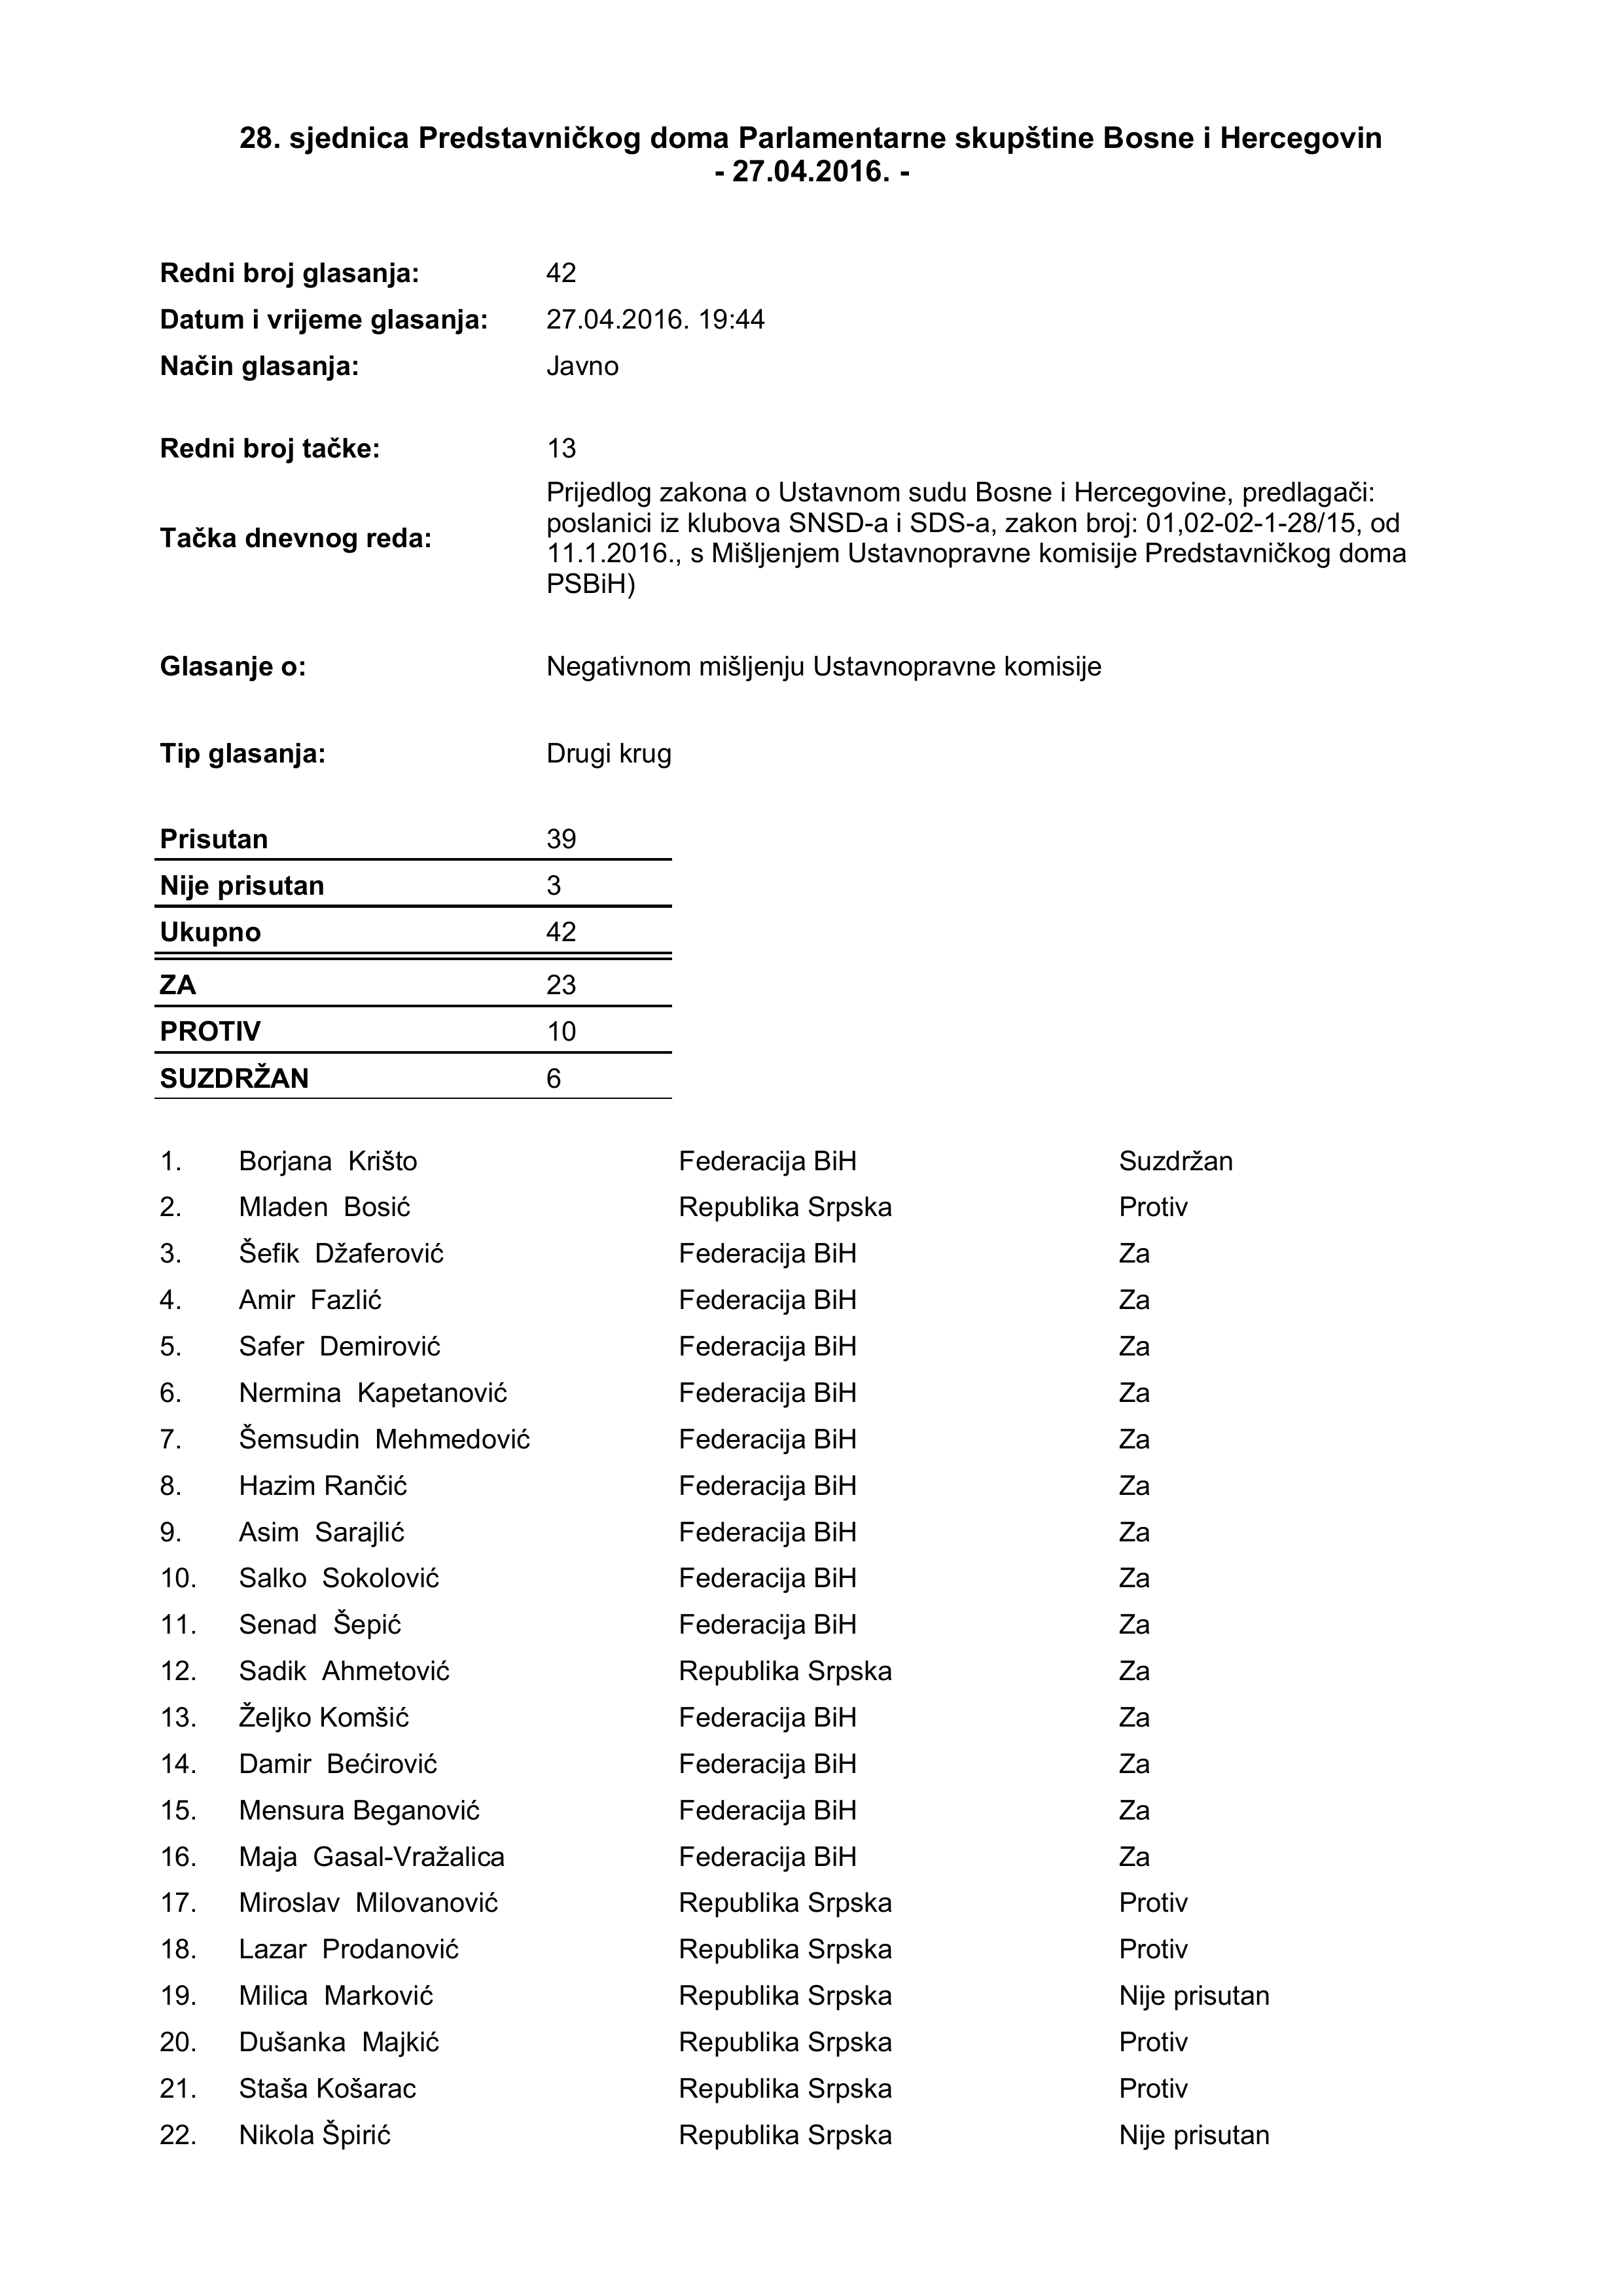 28. sjednica Predstavničkog doma Parlamentarne skupštine Bosne i Hercegovin
- 27.04.2016. -
Redni broj glasanja: 42
Datum i vrijeme glasanja: 27.04.2016. 19:44
Način glasanja: Javno
Redni broj tačke: 13
Tačka dnevnog reda: Prijedlog zakona o Ustavnom sudu Bosne i Hercegovine, predlagači:
poslanici iz klubova SNSD-a i SDS-a, zakon broj: 01,02-02-1-28/15, od
11.1.2016., s Mišljenjem Ustavnopravne komisije Predstavničkog doma
PSBiH)
Glasanje o: Negativnom mišljenju Ustavnopravne komisije
Tip glasanja: Drugi krug
Prisutan 39
Nije prisutan 3
Ukupno 42
ZA 23
PROTIV 10
SUZDRŽAN 6
1. Borjana Krišto Federacija BiH Suzdržan
2. Mladen Bosić Republika Srpska Protiv
3. Šefik Džaferović Federacija BiH Za
4. Amir Fazlić Federacija BiH Za
5. Safer Demirović Federacija BiH Za
6. Nermina Kapetanović Federacija BiH Za
7. Šemsudin Mehmedović Federacija BiH Za
8. Hazim Rančić Federacija BiH Za
9. Asim Sarajlić Federacija BiH Za
10. Salko Sokolović Federacija BiH Za
11. Senad Šepić Federacija BiH Za
12. Sadik Ahmetović Republika Srpska Za
13. Željko Komšić Federacija BiH Za
14. Damir Bećirović Federacija BiH Za
15. Mensura Beganović Federacija BiH Za
16. Maja Gasal-Vražalica Federacija BiH Za
17. Miroslav Milovanović Republika Srpska Protiv
18. Lazar Prodanović Republika Srpska Protiv
19. Milica Marković Republika Srpska Nije prisutan
20. Dušanka Majkić Republika Srpska Protiv
21. Staša Košarac Republika Srpska Protiv
22. Nikola Špirić Republika Srpska Nije prisutan